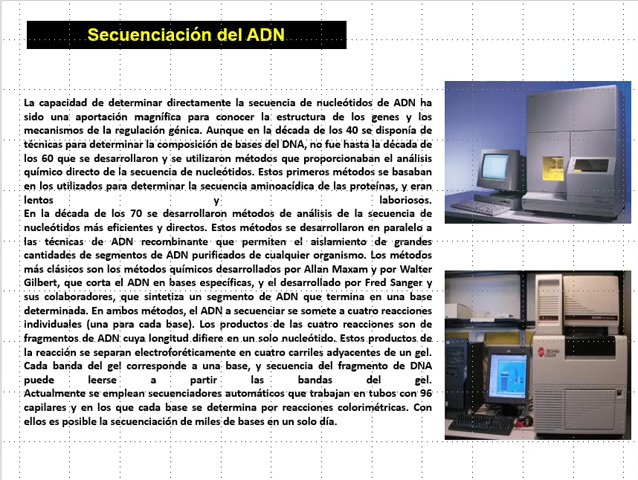 Secuenciación del ADN
La capacidad de determinar directamente la secuencia de nucleótidos de ADN ha
sido una aportación magnífica para conocer la estructura de los genes y los
mecanismos de la regulación génica. Aunque en la década de los 40 se disponía de
técnicas para determinar la composición de bases del DNA, no fue hasta la década de
los 60 que se desarrollaron y se utilizaron métodos que proporcionaban el análisis
químico directo de la secuencia de nucleótidos. Estos primeros métodos se basaban
en los utilizados para determinar la secuencia aminoacídica de las proteínas, y eran
lentos y laboriosos.
En la década de los 70 se desarrollaron métodos de análisis de la secuencia de
nucleótidos más eficientes y directos. Estos métodos se desarrollaron en paralelo a
las técnicas de ADN recombinante que permiten el aislamiento de grandes
cantidades de segmentos de ADN purificados de cualquier organismo. Los métodos
más clásicos son los métodos químicos desarrollados por Allan Maxam y por Walter
Gilbert, que corta el ADN en bases específicas, y el desarrollado por Fred Sanger y
sus colaboradores, que sintetiza un segmento de ADN que termina en una base
determinada. En ambos métodos, el ADN a secuenciar se somete a cuatro reacciones
individuales (una para cada base). Los productos de las cuatro reacciones son de
fragmentos de ADN cuya longitud difiere en un solo nucleótido. Estos productos de
la reacción se separan electroforéticamente en cuatro carriles adyacentes de un gel.
Cada banda del gel corresponde a una base, y secuencia del fragmento de DNA
puede leerse a partir las bandas del gel.
Actualmente se emplean secuenciadores automáticos que trabajan en tubos con 96
capilares y en los que cada base se determina por reacciones colorimétricas. Con
ellos es posible la secuenciación de miles de bases en un solo día.